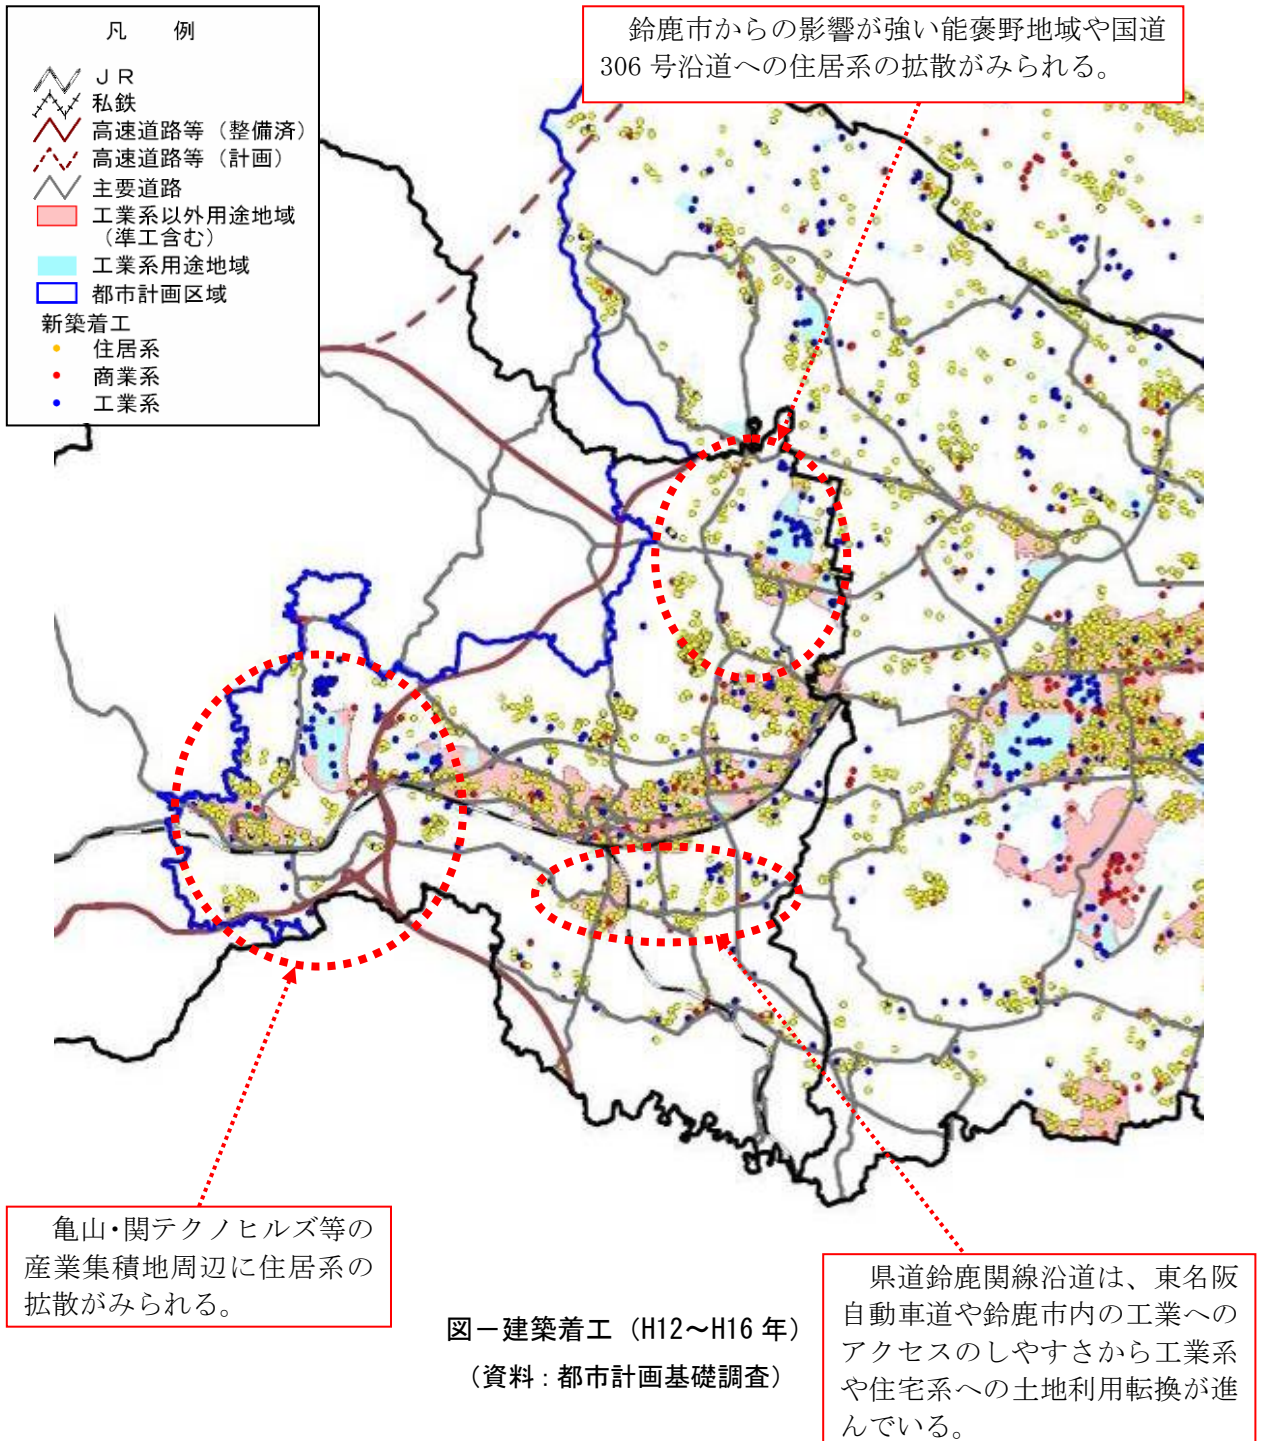 凡 例
ＪＲ
私鉄
高速道路等（整備済）
高速道路等（計画）
主要道路
工業系以外用途地域
（準工含む）
工業系用途地域
都市計画区域
新築着工
住居系
商業系
工業系
鈴鹿市からの影響が強い能褒野地域や国道
306 号沿道への住居系の拡散がみられる。
亀山・関テクノヒルズ等の
産業集積地周辺に住居系の
拡散がみられる。
図－建築着工（H12～H16 年）
（資料：都市計画基礎調査）
県道鈴鹿関線沿道は、東名阪
自動車道や鈴鹿市内の工業への
アクセスのしやすさから工業系
や住宅系への土地利用転換が進
んでいる。